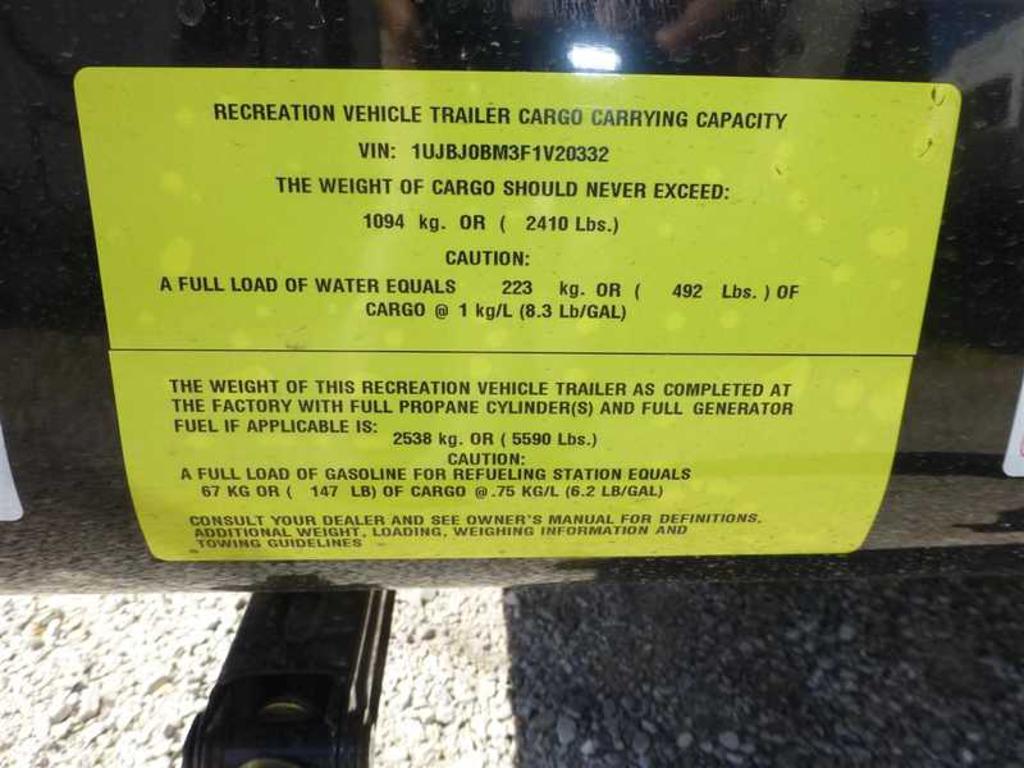 RECREATION VEHICLE TRAILER CARGO CARRYING CAPACITY
VIN: 1UJBJ0BM3F1V20332
THE WEIGHT OF CARGO SHOULD NEVER EXCEED:
1094 kg. OR ( 2410 Lbs.)
CAUTION:
A FULL LOAD OF WATER EQUALS 223 kg. OR ( 492 Lbs. ) OF
CARGO @ 1 kg/L (8.3 Lb/GAL)
THE WEIGHT OF THIS RECREATION VEHICLE TRAILER AS COMPLETED AT
THE FACTORY WITH FULL PROPANE CYLINDER(S) AND FULL GENERATOR
FUEL IF APPLICABLE IS:
2538 kg. OR ( 5590 Lbs.)
CAUTION:
A FULL LOAD OF GASOLINE FOR REFUELING STATION EQUALS
67 KG OR ( 147 LB) OF CARGO @ .75 KG/L (6.2 LB/GAL)
CONSULT YOUR DEALER AND SEE OWNER'S MANUAL FOR DEFINITIONS,
ADDITIONAL WEIGHT, LOADING, WEIGHING INFORMATION AND
TOWING GUIDELINES